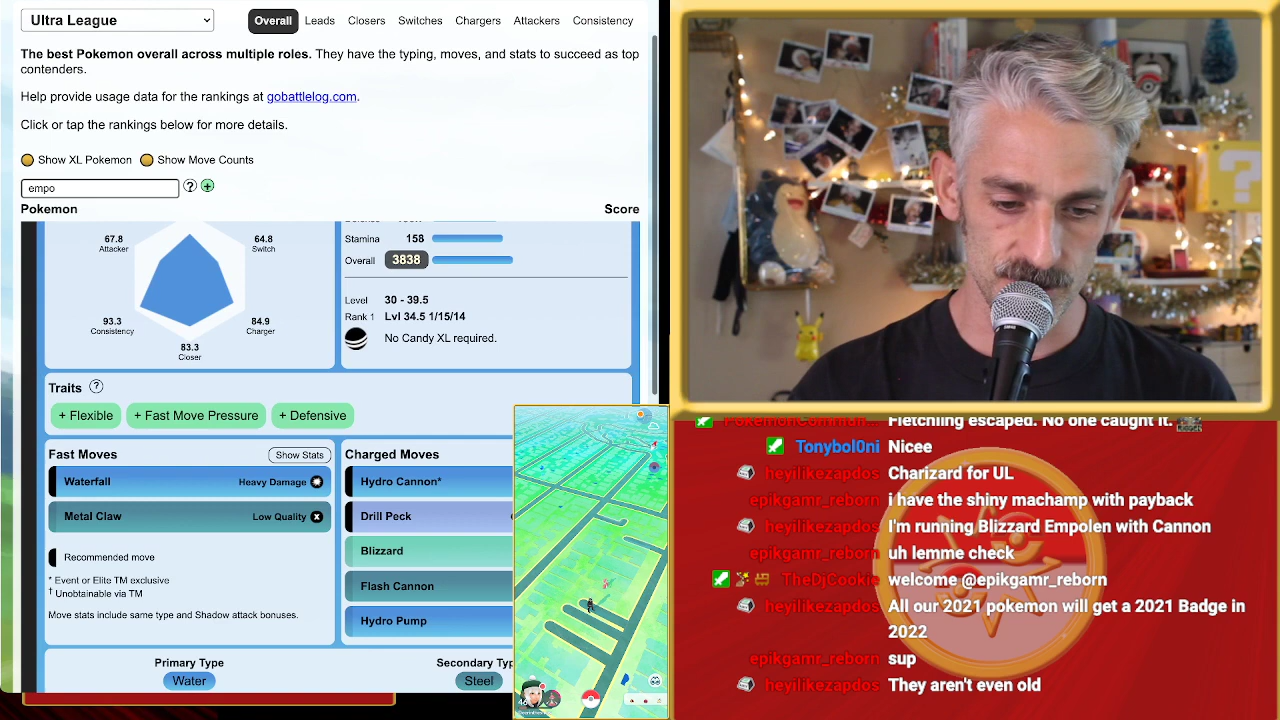 Ultra League
Overall Leads Closers Switches Chargers Attackers Consistency
The best Pokemon overall across multiple roles. They have the typing, moves, and stats to succeed as top
contenders.
Help provide usage data for the rankings at gobattlelog.com.
Click or tap the rankings below for more details.
Show XL Pokemon Show Move Counts
empo ? +
Pokemon Score
67.8
Attacker
64.8
Switch
93.3
Consistency
84.9
Charger
83.3
Closer
Stamina 158
Overall 3838
Level 30 - 39.5
Rank 1 Lvl 34.5 1/15/14
No Candy XL required.
Traits ?
+ Flexible + Fast Move Pressure + Defensive
Fast Moves Show Stats
Waterfall Heavy Damage
Metal Claw Low Quality
Recommended move
* Event or Elite TM exclusive
† Unobtainable via TM
Move stats include same type and Shadow attack bonuses.
Charged Moves
Hydro Cannon*
Drill Peck
Blizzard
Flash Cannon
Hydro Pump
Primary Type
Water
Secondary Typ
Steel
Fletchling escaped. No one caught it.
Tonybol0ni Nicee
heyilikezapdos Charizard for UL
epikgamr_reborn i have the shiny machamp with payback
heyilikezapdos I'm running Blizzard Empolen with Cannon
epikgamr_reborn uh lemme check
TheDjCookie welcome @epikgamr_reborn
heyilikezapdos All our 2021 pokemon will get a 2021 Badge in
2022
epikgamr_reborn sup
heyilikezapdos They aren't even old